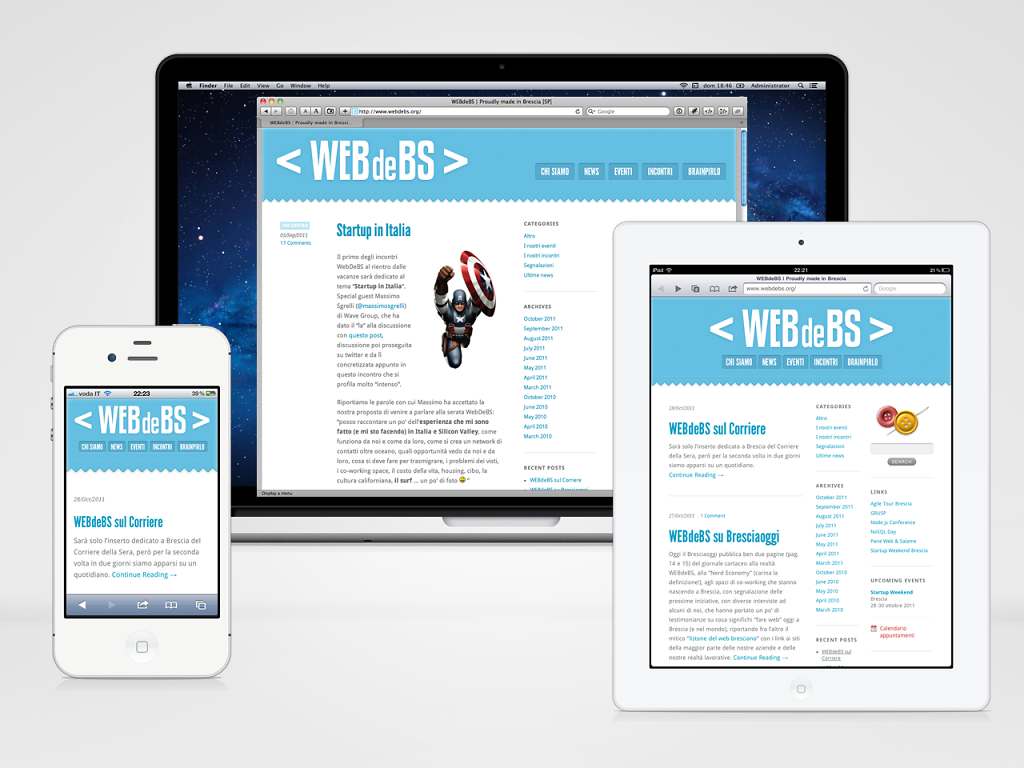 Finder File Edit View Go Window Help
dom 18:46 Administrator
WEBdeBS | Proudly made in Brescia [SP]
http://www.webdebs.org/
Google
WEBdeBS | Proudly made in Bresci...
< WEBdeBS >
CHI SIAMO NEWS EVENTI INCONTRI BRAINPIRLO
INCONTRI
05/Sep/2011
17 Comments
Startup in Italia
Il primo degli incontri
WebDeBS al rientro dalle
vacanze sarà dedicato al
tema "Startup in Italia".
Special guest Massimo
Sgrelli (@massimosgrelli)
di Wave Group, che ha
dato il "la" alla discussione
con questo post,
discussione poi proseguita
su twitter e da lì
concretizzata appunto in
questo incontro che si
profila molto "intenso".
Riportiamo le parole con cui Massimo ha accettato la
nostra proposta di venire a parlare alla serata WebDeBS:
"posso raccontare un po' dell'esperienza che mi sono
fatto (e mi sto facendo) in Italia e Silicon Valley, come
funziona da noi e come da loro, come si crea un network di
contatti oltre oceano, quali opportunità vedo da noi e da
loro, cosa si deve fare per trasmigrare, i problemi dei visti,
i co-working space, il costo della vita, housing, cibo, la
cultura californiana, il surf ... un po' di foto 😀 "
CATEGORIES
Altro
I nostri eventi
I nostri incontri
Segnalazioni
Ultime news
ARCHIVES
October 2011
September 2011
August 2011
July 2011
June 2011
May 2011
April 2011
March 2011
October 2010
June 2010
May 2010
April 2010
March 2010
RECENT POSTS
WEBdeBS sul Corriere
WEBdeBS su Bresciaoggi
Display a menu
voda IT 22:23 39%
< WEBdeBS >
CHI SIAMO NEWS EVENTI INCONTRI BRAINPIRLO
28/Oct/2011
WEBdeBS sul Corriere
Sarà solo l'inserto dedicato a Brescia del
Corriere della Sera, però per la seconda
volta in due giorni siamo apparsi su un
quotidiano. Continue Reading →
iPad 22:21 21%
WEBdeBS | Proudly made in Brescia
www.webdebs.org/
Google
< WEBdeBS >
CHI SIAMO NEWS EVENTI INCONTRI BRAINPIRLO
28/Oct/2011
WEBdeBS sul Corriere
Sarà solo l'inserto dedicato a Brescia del Corriere
della Sera, però per la seconda volta in due giorni
siamo apparsi su un quotidiano.
Continue Reading →
27/Oct/2011 1 Comment
WEBdeBS su Bresciaoggi
Oggi il Bresciaoggi pubblica ben due pagine (pag.
14 e 15) del giornale cartaceo alla realtà
WEBdeBS, alla "Nerd Economy" (carina la
definizione!), agli spazi di co-working che stanno
nascendo a Brescia, con segnalazione delle
prossime iniziative, con diverse interviste ad
alcuni di noi, che hanno portato un po' di
testimonianze su cosa significhi "fare web" oggi a
Brescia (e nel mondo), riportando fra l'altro il
mitico "listone del web bresciano" con i link ai siti
della maggior parte delle nostre aziende e delle
nostre realtà lavorative. Continue Reading →
CATEGORIES
Altro
I nostri eventi
I nostri incontri
Segnalazioni
Ultime news
ARCHIVES
October 2011
September 2011
August 2011
July 2011
June 2011
May 2011
April 2011
March 2011
October 2010
June 2010
May 2010
April 2010
March 2010
RECENT POSTS
WEBdeBS sul
Corriere
SEARCH
LINKS
Agile Tour Brescia
GRUSP
Node.js Conference
NoSQL Day
Pane Web & Salame
Startup Weekend Brescia
UPCOMING EVENTS
Startup Weekend
Brescia
28-30 ottobre 2011
Calendario
appuntamenti